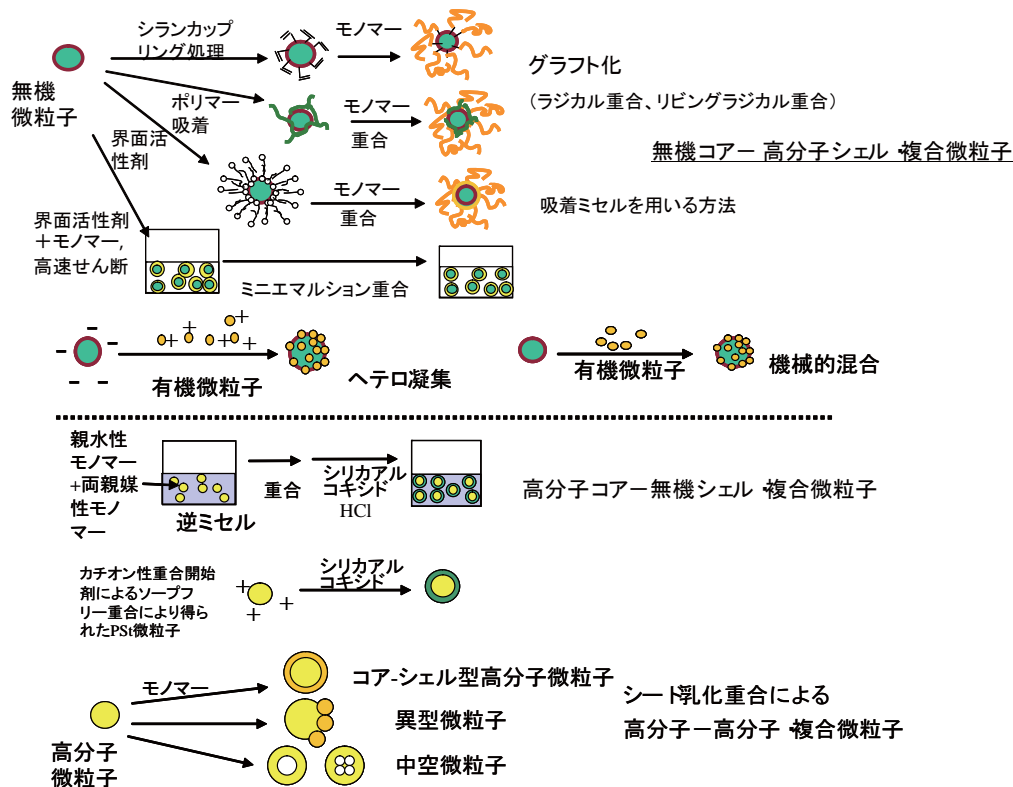 シランカップ
リング処理
モノマー
無機
微粒子
グラフト化
(ラジカル重合、リビングラジカル重合)
ポリマー
吸着
モノマー
重合
無機コアー高分子シェル・複合微粒子
界面活
性剤
モノマー
重合
吸着ミセルを用いる方法
界面活性剤
+モノマー,
高速せん断
ミニエマルション重合
- - - - -
+ + + + +
有機微粒子
ヘテロ凝集
有機微粒子
機械的混合
親水性
モノマー
+両親媒
性モノ
マー
逆ミセル
重合
シリカアル
コキシド
HCl
高分子コアー無機シェル・複合微粒子
カチオン性重合開始
剤によるソープフ
リー重合により得ら
れたPSt微粒子
+ + +
シリカアル
コキシド
モノマー
高分子
微粒子
コア-シェル型高分子微粒子
異型微粒子
中空微粒子
シード乳化重合による
高分子-高分子・複合微粒子